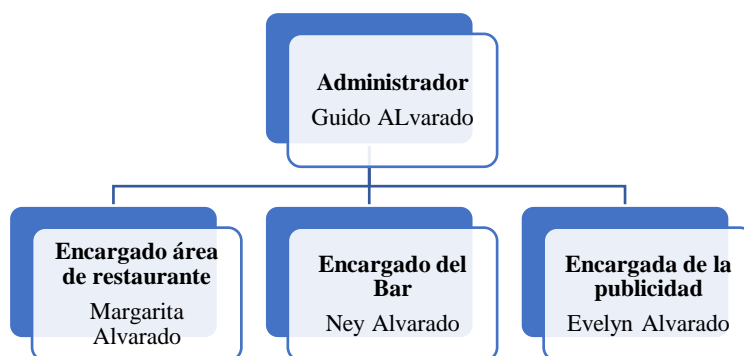 Administrador
Guido ALvarado
Encargado área
de restaurante
Margarita
Alvarado
Encargado del
Bar
Ney Alvarado
Encargada de la
publicidad
Evelyn Alvarado